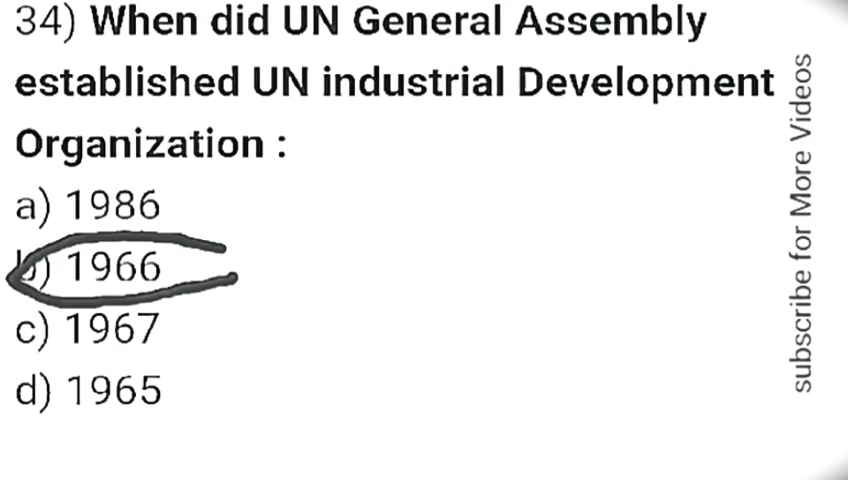 34) When did UN General Assembly
established UN industrial Development
Organization :
a) 1986
b) 1966
c) 1967
d) 1965
subscribe for More Videos